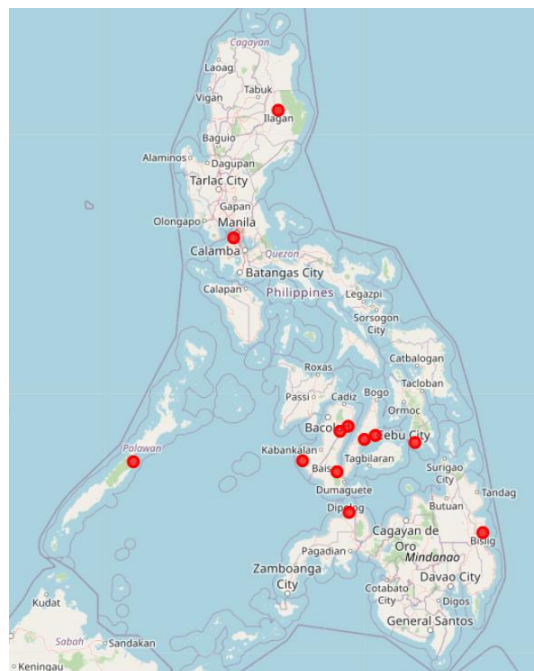 Cagayan
Laoag
Tabuk
Vigan
Ilagan
Baguio
Alaminos
Dagupan
Tarlac City
Gapan
Olongapo
Manila
Calamba
Quezon
Batangas City
Calapan
Philippines
Legazpi
Sorsogon
City
Catbalogan
Roxas
Tacloban
Passi
Cadiz
Bogo
Ormoc
Bacolo
ebu City
Palawan
Kabankalan
Bais
Tagbilaran
Surigao
City
Dumaguete
Tandag
Butuan
Dipolog
Cagayan de
Oro
Bislig
Pagadian
Mindanao
Zamboanga
City
Cotabato
City
Davao City
Digos
General Santos
Kudat
Sabah
Sandakan
Keningau